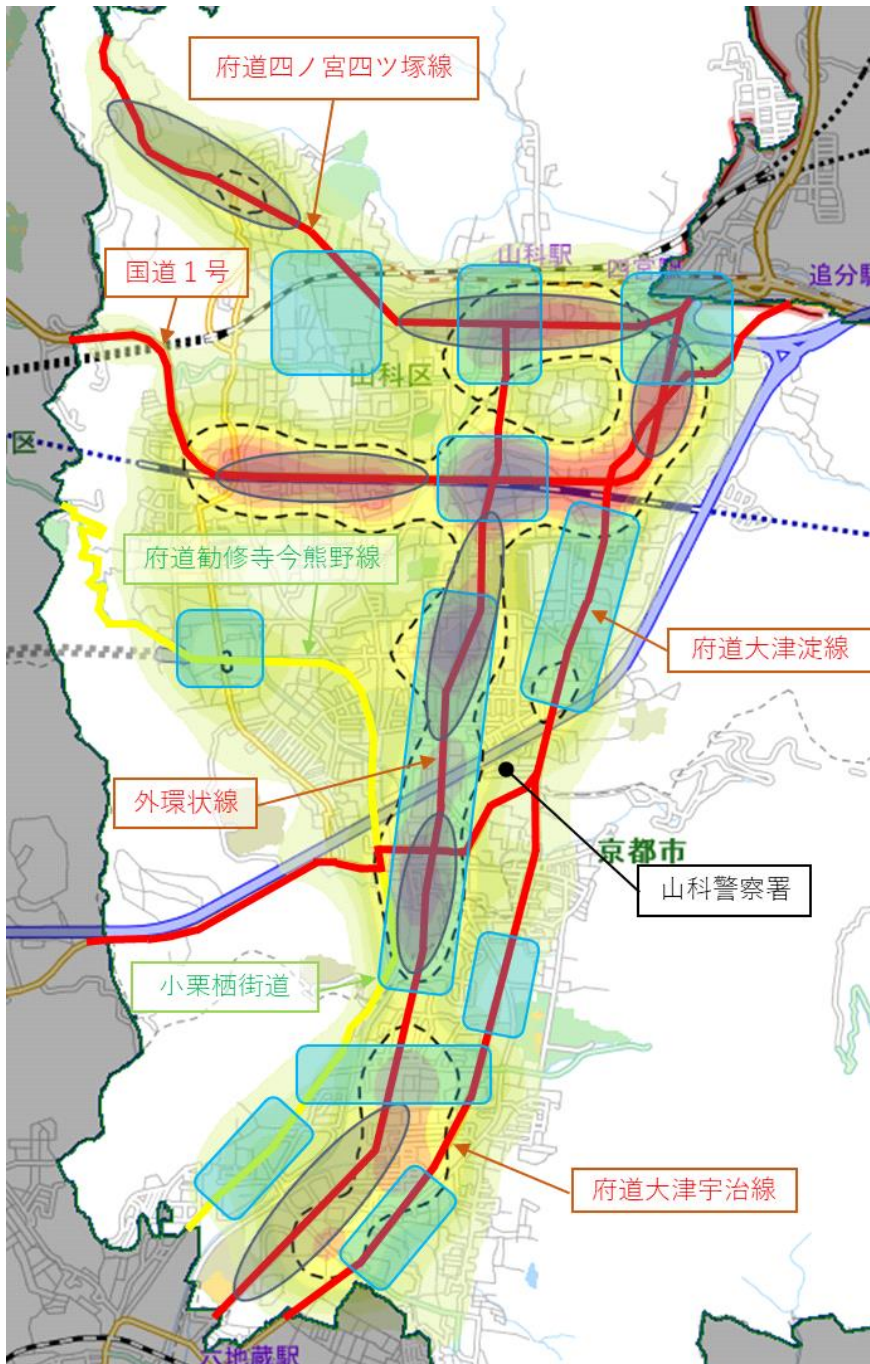 府道四ノ宮四ツ塚線
国道１号
山科駅
追分駅
山科区
区
府道勧修寺今熊野線
府道大津淀線
外環状線
京都市
山科警察署
小栗栖街道
府道大津宇治線
六地蔵駅